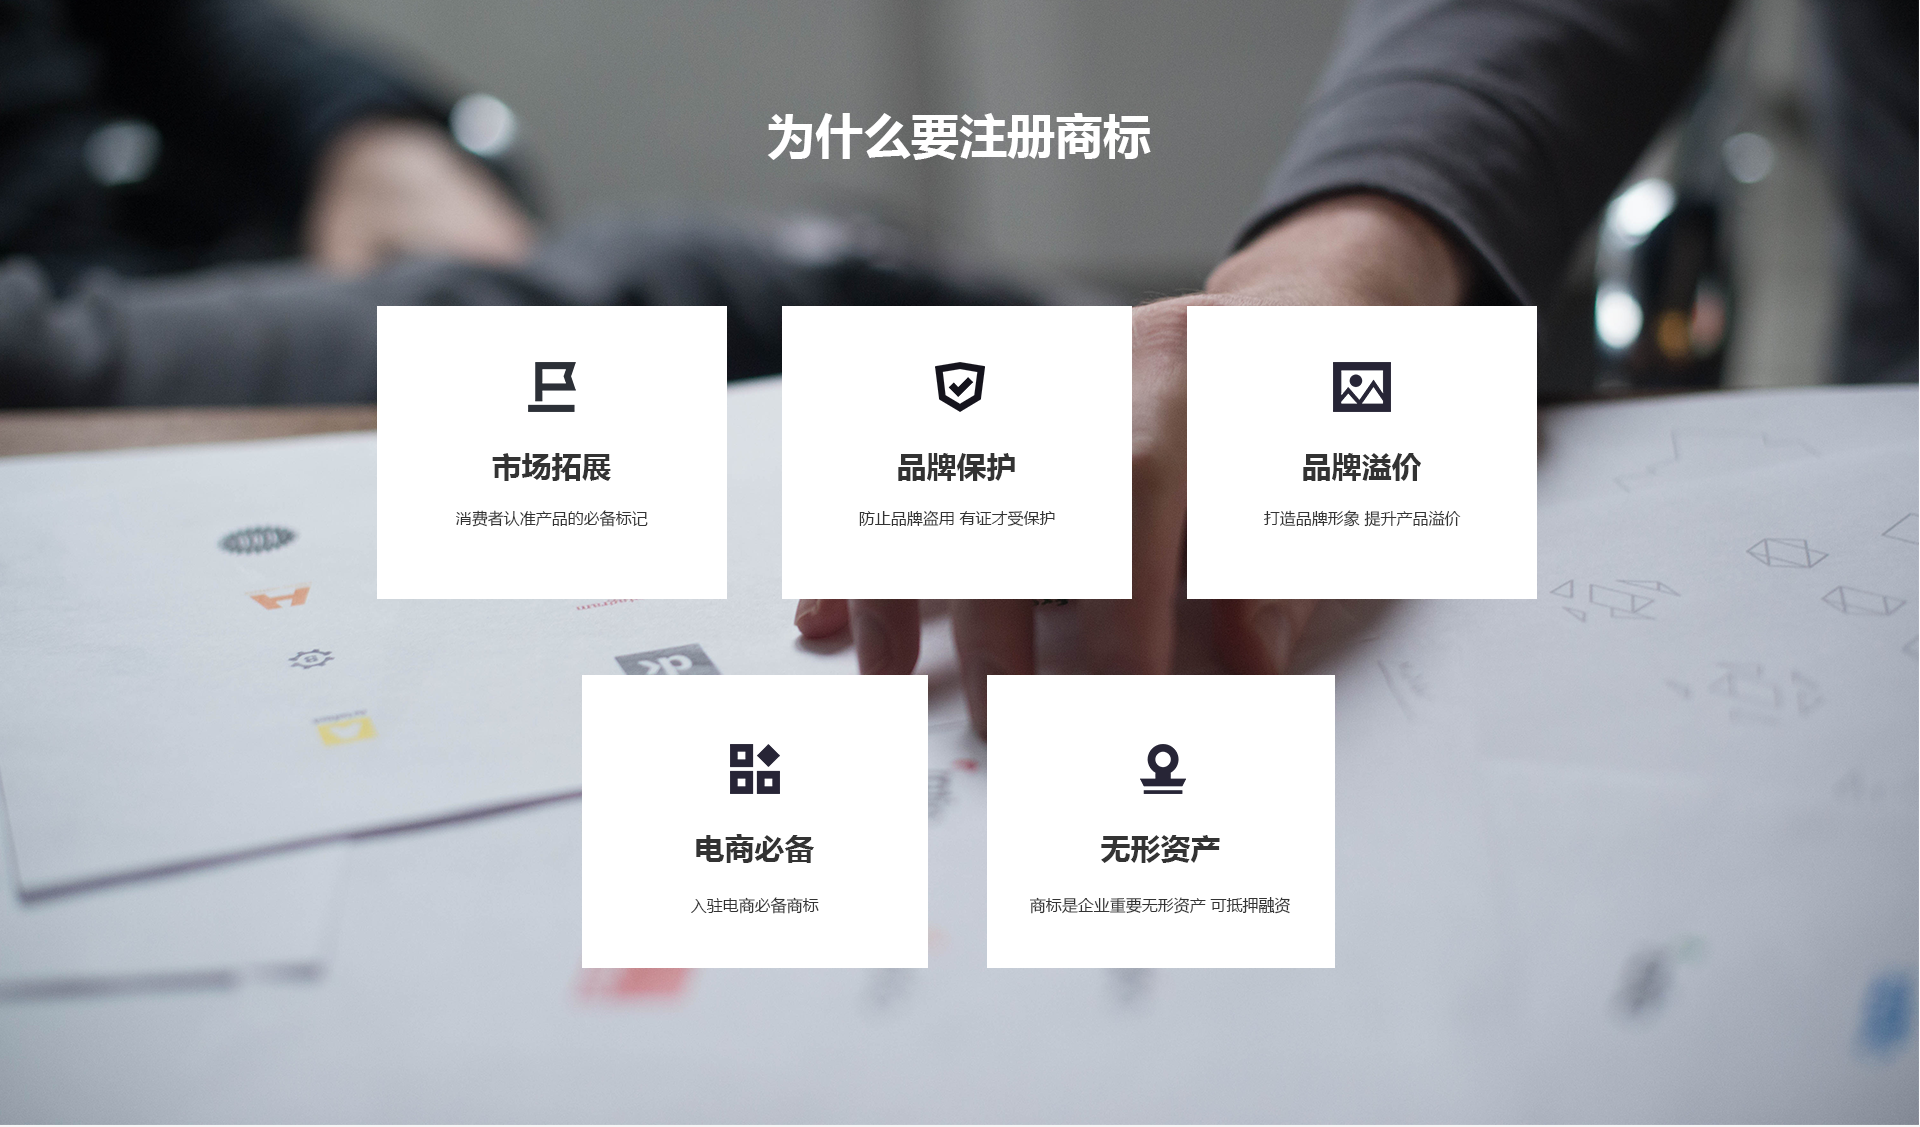 为什么要注册商标
市场拓展
消费者认准产品的必备标记
品牌保护
防止品牌盗用 有证才受保护
品牌溢价
打造品牌形象 提升产品溢价
电商必备
入驻电商必备商标
无形资产
商标是企业重要无形资产 可抵押融资